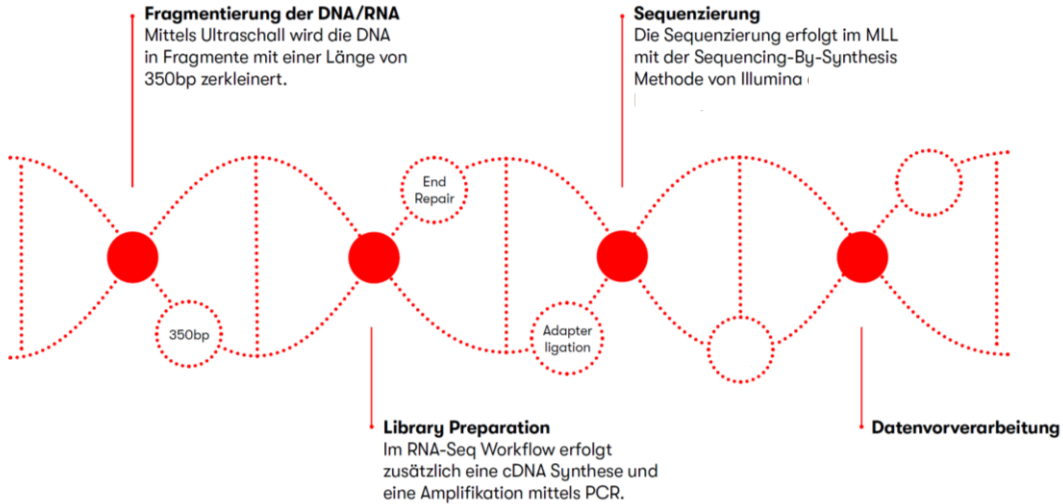 Fragmentierung der DNA/RNA
Mittels Ultraschall wird die DNA
in Fragmente mit einer Länge von
350bp zerkleinert.
Sequenzierung
Die Sequenzierung erfolgt im MLL
mit der Sequencing-By-Synthesis
Methode von Illumina
End
Repair
350bp
Adapter
ligation
Library Preparation
Im RNA-Seq Workflow erfolgt
zusätzlich eine cDNA Synthese und
eine Amplifikation mittels PCR.
Datenvorverarbeitung